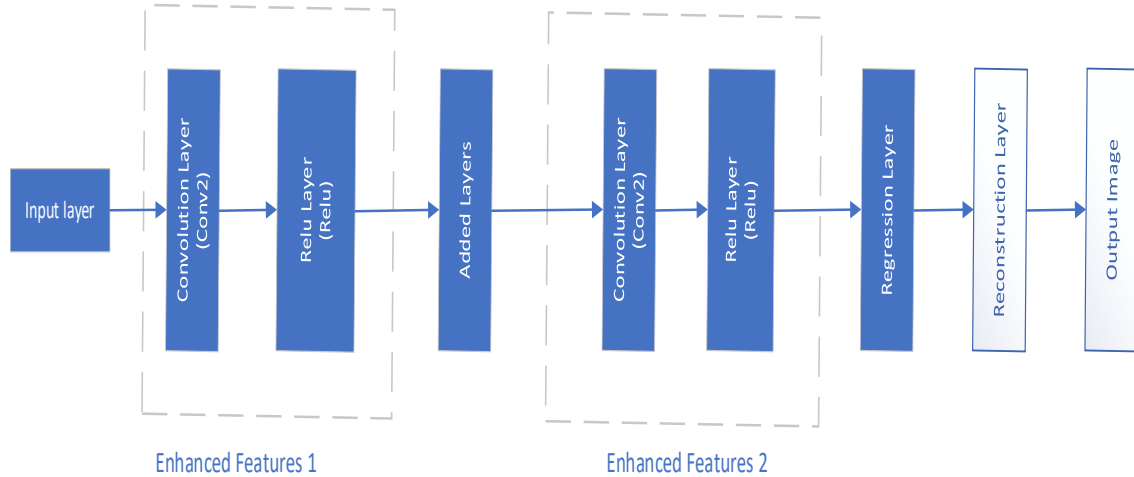 Input layer
Convolution Layer
(Conv2)
Relu Layer
(Relu)
Added Layers
Convolution Layer
(Conv2)
Relu Layer
(Relu)
Regression Layer
Reconstruction Layer
Output Image
Enhanced Features 1
Enhanced Features 2